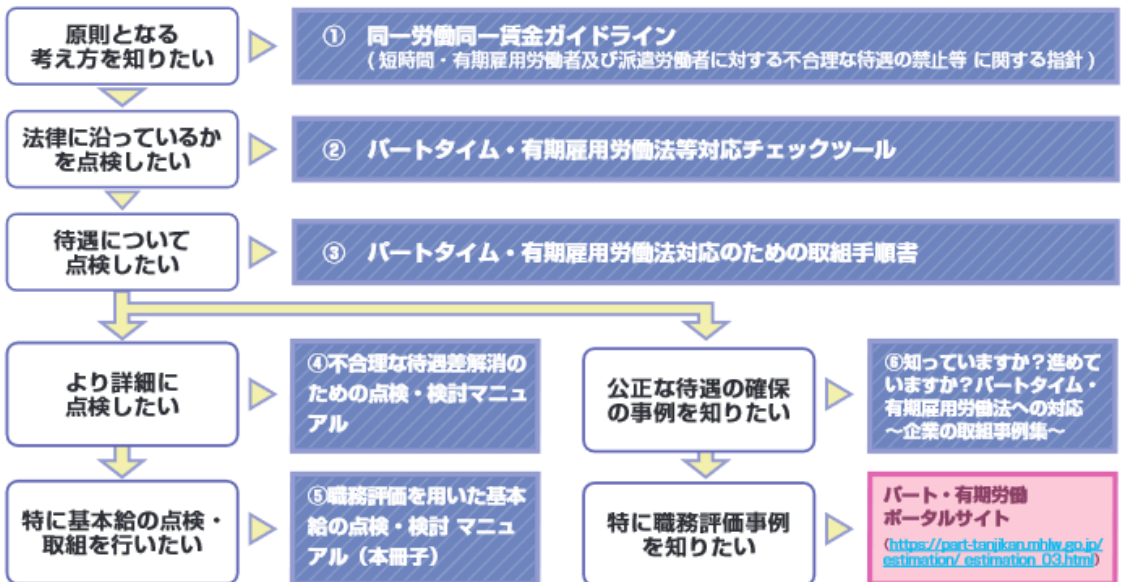 原則となる
考え方を知りたい
① 同一労働同一賃金ガイドライン
(短時間・有期雇用労働者及び派遣労働者に対する不合理な待遇の禁止等 に関する指針)
法律に沿っているか
を点検したい
② パートタイム・有期雇用労働法等対応チェックツール
待遇について
点検したい
③ パートタイム・有期雇用労働法対応のための取組手順書
より詳細に
点検したい
④不合理な待遇差解消の
ための点検・検討マニュ
アル
公正な待遇の確保
の事例を知りたい
⑥知っていますか？進めて
いますか？パートタイム・
有期雇用労働法への対応
～企業の取組事例集～
特に基本給の点検・
取組を行いたい
⑤職務評価を用いた基本
給の点検・検討 マニュ
アル（本冊子）
特に職務評価事例
を知りたい
パート・有期労働
ポータルサイト
(https://part-tanjikan.mhlw.go.jp/
estimation/ estimation_03.html)